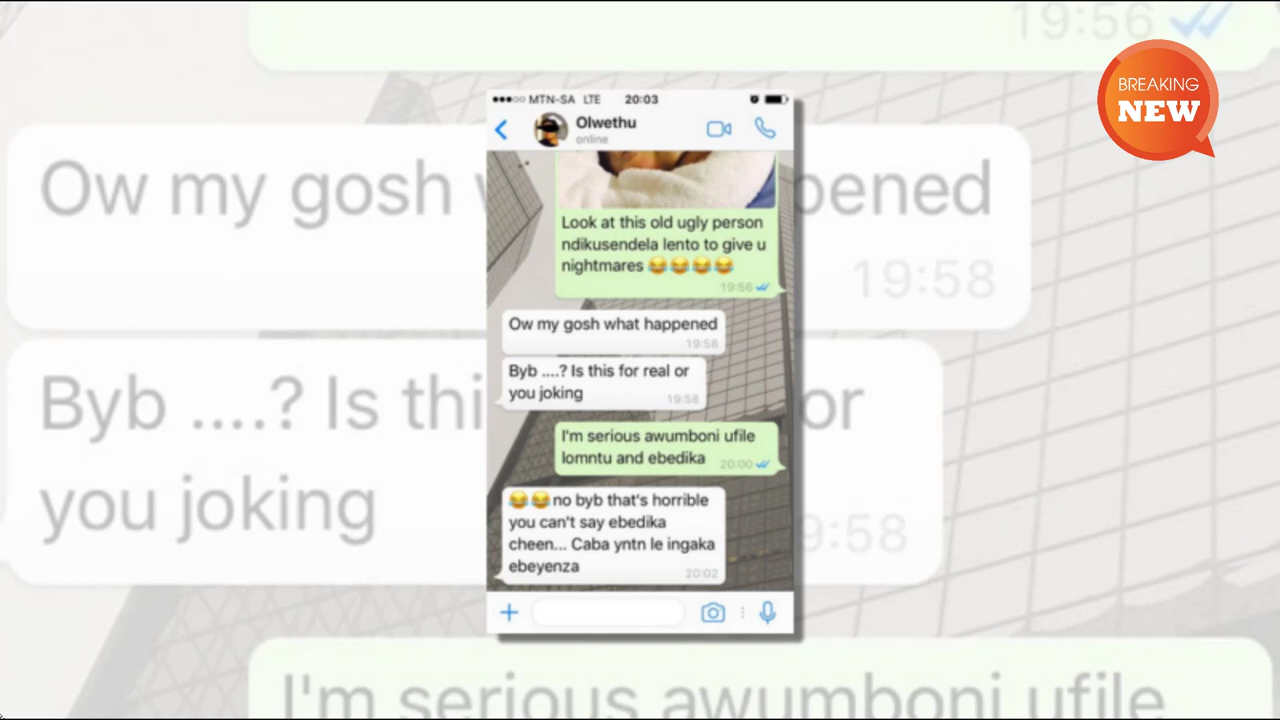 19:56
BREAKING
NEW
MTN-SA LTE 20:03
Olwethu
online
Look at this old ugly person
ndikusendela lento to give u
nightmares 😂😂😂😂
19:56
Ow my gosh what happened
19:58
Byb ....? Is this for real or
you joking
19:58
I'm serious awumboni ufile
lomntu and ebedika
20:00
😂😂no byb that's horrible
you can't say ebedika
cheen... Caba yntn le ingaka
ebeyenza
20:02
Ow my gosh
pened
19:58
Byb ....? Is thi
or
you joking
9:58
I'm serious awumboni ufile